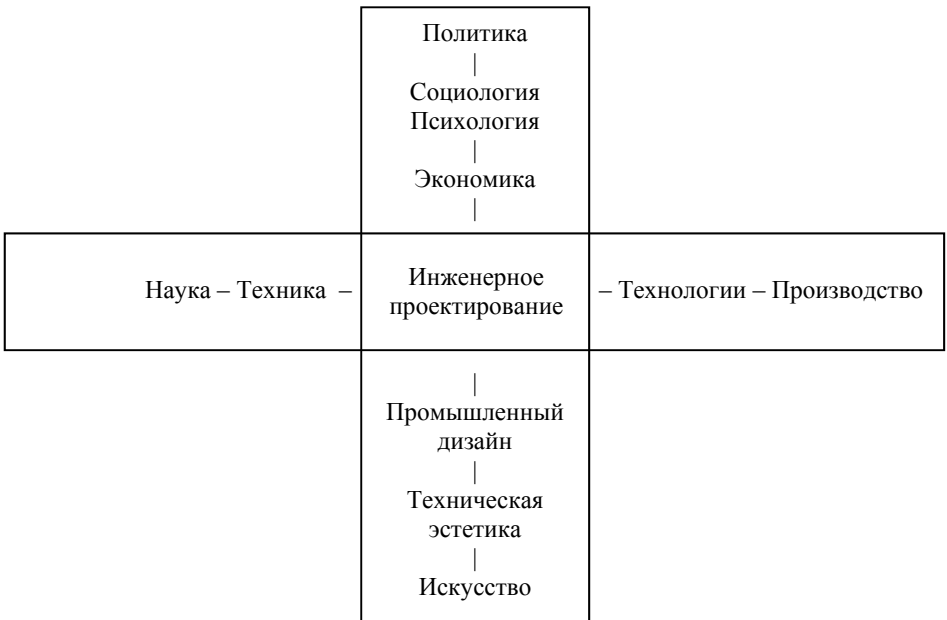 Политика
|
Социология
Психология
|
Экономика
|
Наука – Техника –
Инженерное
проектирование
– Технологии – Производство
|
Промышленный
дизайн
|
Техническая
эстетика
|
Искусство